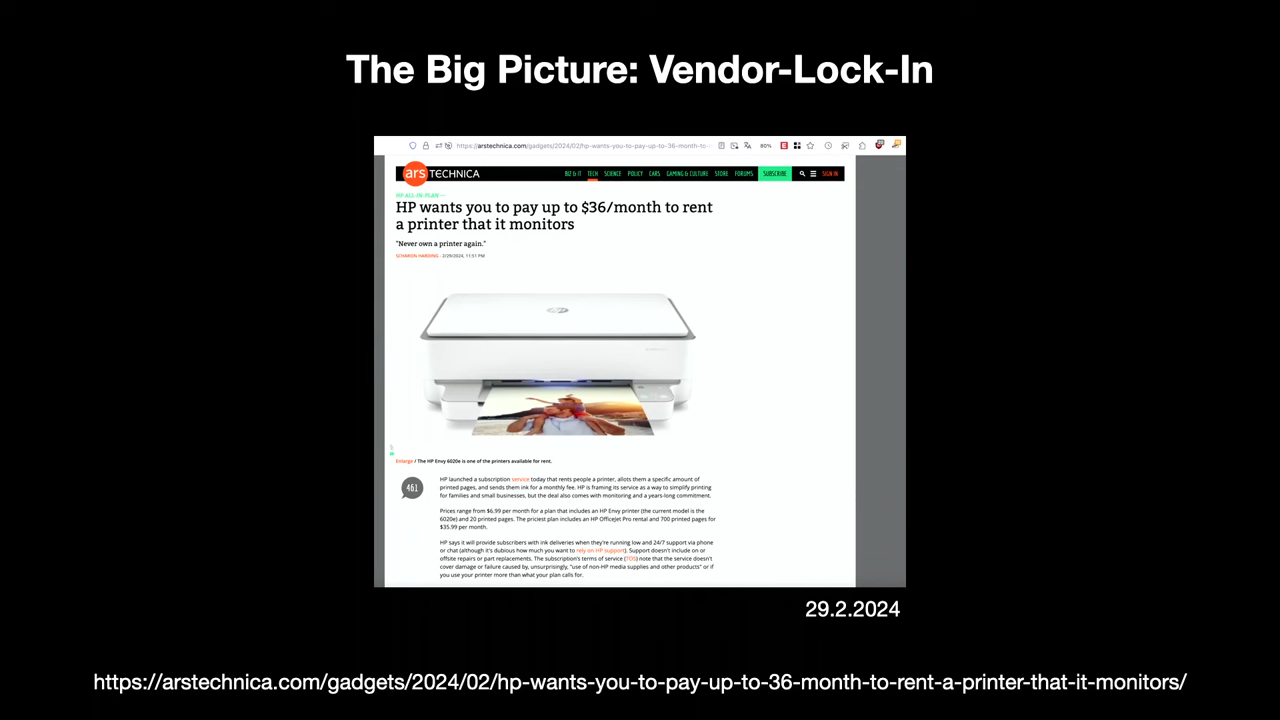 The Big Picture: Vendor-Lock-In
https://arstechnica.com/gadgets/2024/02/hp-wants-you-to-pay-up-to-36-month-to-
80%
ars TECHNICA
BIZ & IT TECH SCIENCE POLICY CARS GAMING & CULTURE STORE FORUMS SUBSCRIBE SIGN IN
HP ALL-IN-PLAN —
HP wants you to pay up to $36/month to rent
a printer that it monitors
"Never own a printer again."
SCHARON HARDING - 2/29/2024, 11:51 PM
hp
Enlarge / The HP Envy 6020e is one of the printers available for rent.
461
HP launched a subscription service today that rents people a printer, allots them a specific amount of
printed pages, and sends them ink for a monthly fee. HP is framing its service as a way to simplify printing
for families and small businesses, but the deal also comes with monitoring and a years-long commitment.
Prices range from $6.99 per month for a plan that includes an HP Envy printer (the current model is the
6020e) and 20 printed pages. The priciest plan includes an HP OfficeJet Pro rental and 700 printed pages for
$35.99 per month.
HP says it will provide subscribers with ink deliveries when they're running low and 24/7 support via phone
or chat (although it's dubious how much you want to rely on HP support). Support doesn't include on or
offsite repairs or part replacements. The subscription's terms of service (TOS) note that the service doesn't
cover damage or failure caused by, unsurprisingly, "use of non-HP media supplies and other products" or if
you use your printer more than what your plan calls for.
29.2.2024
https://arstechnica.com/gadgets/2024/02/hp-wants-you-to-pay-up-to-36-month-to-rent-a-printer-that-it-monitors/